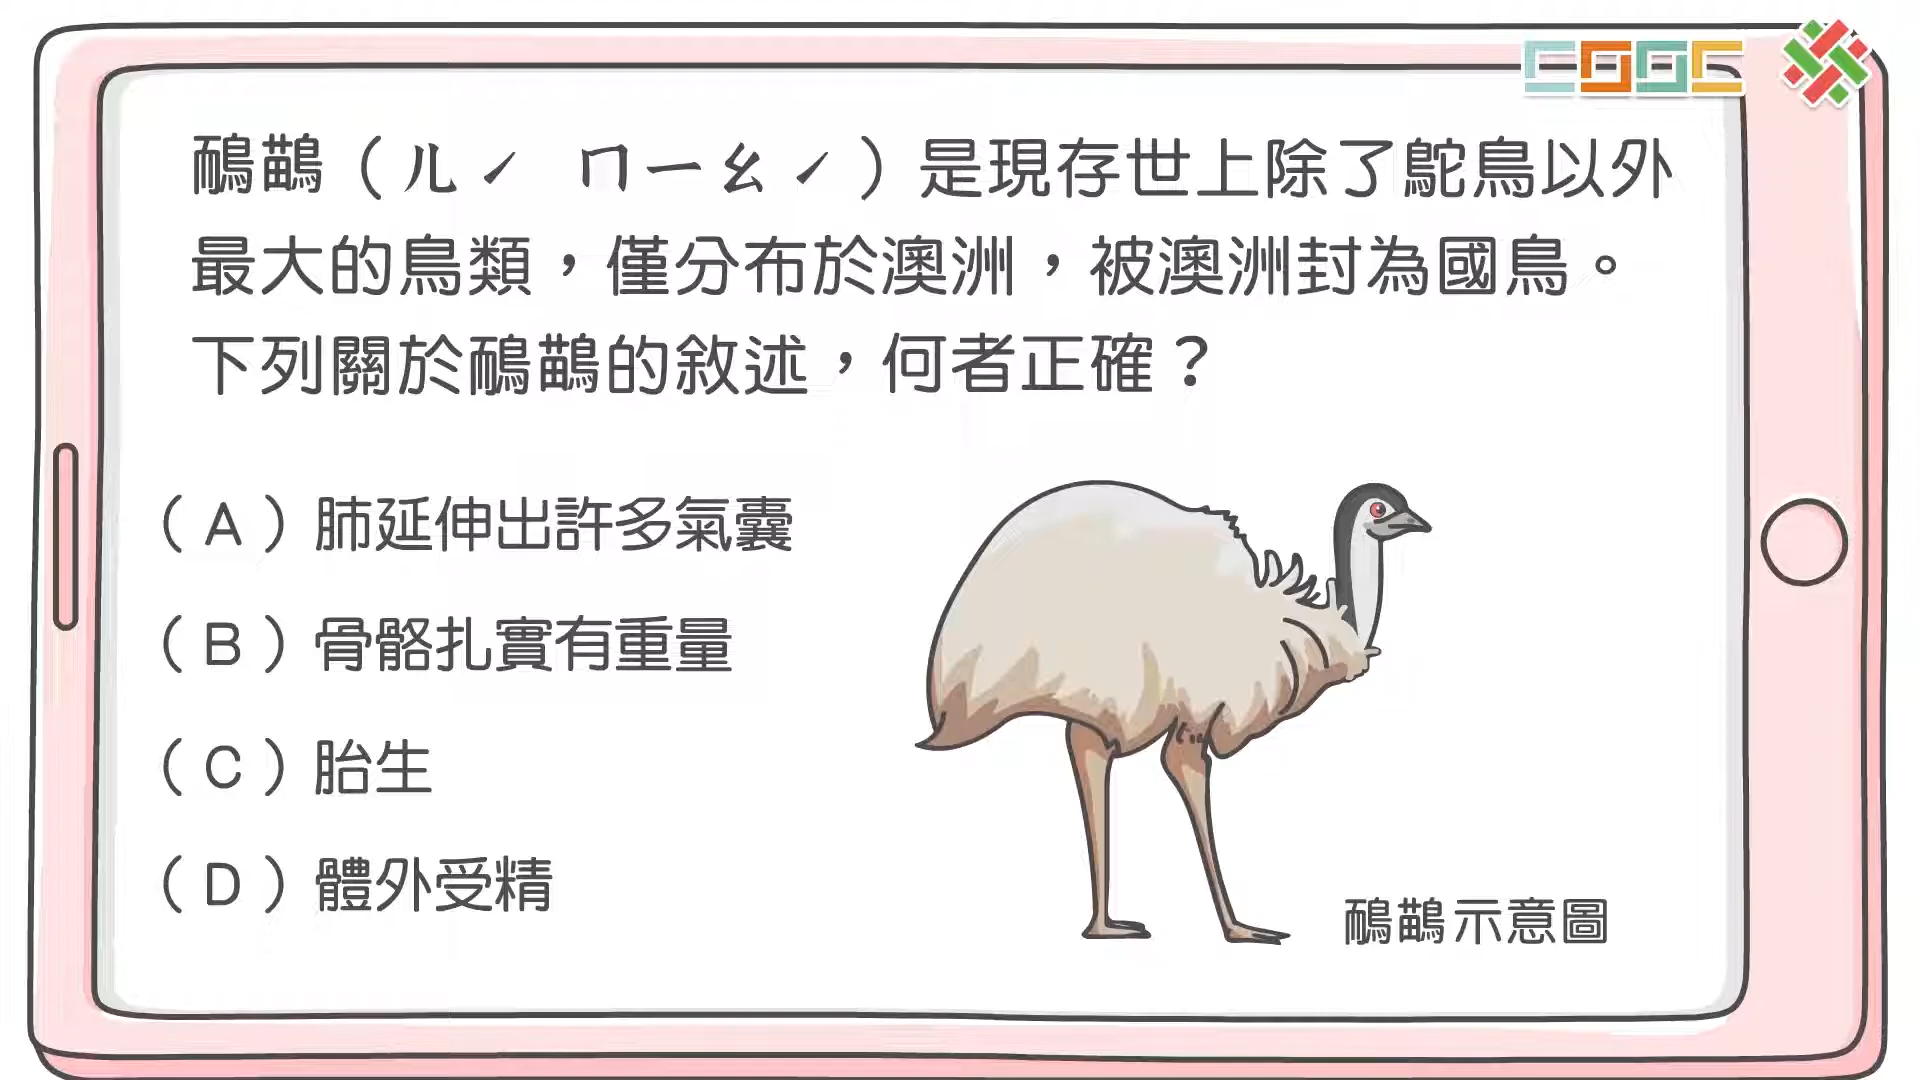 鴯鶓（ㄦˊ ㄇㄧㄠˊ）是現存世上除了鴕鳥以外
最大的鳥類，僅分布於澳洲，被澳洲封為國鳥。
下列關於鴯鶓的敘述，何者正確？
（A）肺延伸出許多氣囊
（B）骨骼扎實有重量
（C）胎生
（D）體外受精
鴯鶓示意圖